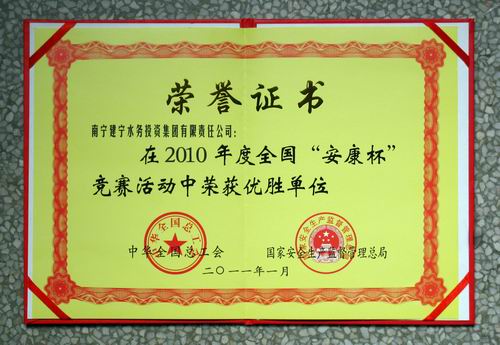 荣誉证书
南宁建宁水务投资集团有限责任公司：
在2010年度全国“安康杯”
竞赛活动中荣获优胜单位
中华全国总工会 国家安全生产监督管理总局
二〇一一年一月